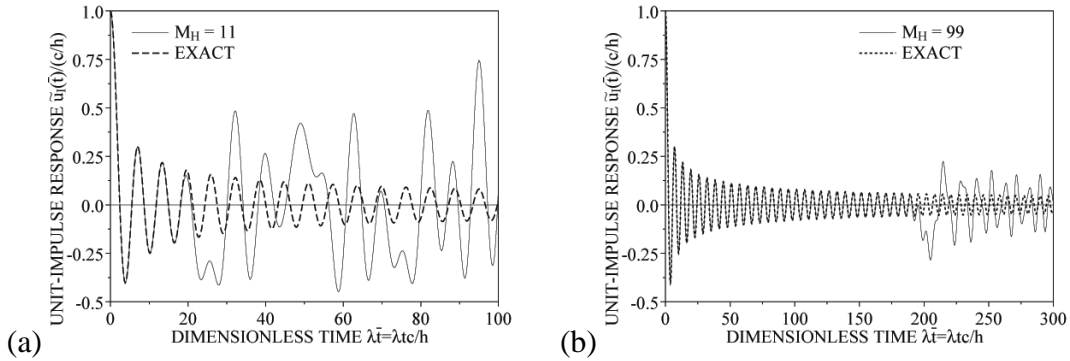 (a)
UNIT-IMPULSE RESPONSE ũ_I(t̄)/(c/h)
1.0
0.75
0.5
0.25
0.0
-0.25
-0.5
M_H = 11
EXACT
0 20 40 60 80 100
DIMENSIONLESS TIME λt̄=λtc/h
(b)
UNIT-IMPULSE RESPONSE ũ_I(t̄)/(c/h)
1.0
0.75
0.5
0.25
0.0
-0.25
-0.5
M_H = 99
EXACT
0 50 100 150 200 250 300
DIMENSIONLESS TIME λt̄=λtc/h